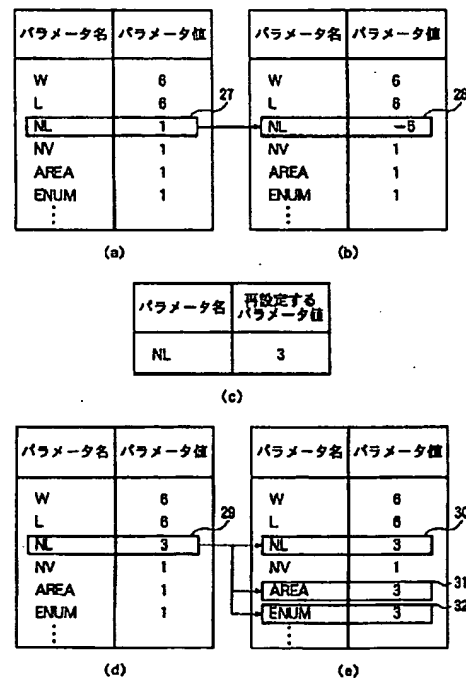 パラメータ名 パラメータ値
W 6
L 6
NL 1
NV 1
AREA 1
ENUM 1
27
(a)
パラメータ名 パラメータ値
W 6
L 6
NL −5
NV 1
AREA 1
ENUM 1
28
(b)
パラメータ名 再設定する
パラメータ値
NL 3
(c)
パラメータ名 パラメータ値
W 6
L 6
NL 3
NV 1
AREA 1
ENUM 1
29
(d)
パラメータ名 パラメータ値
W 6
L 6
NL 3
NV 1
AREA 3
ENUM 3
30
31
32
(e)